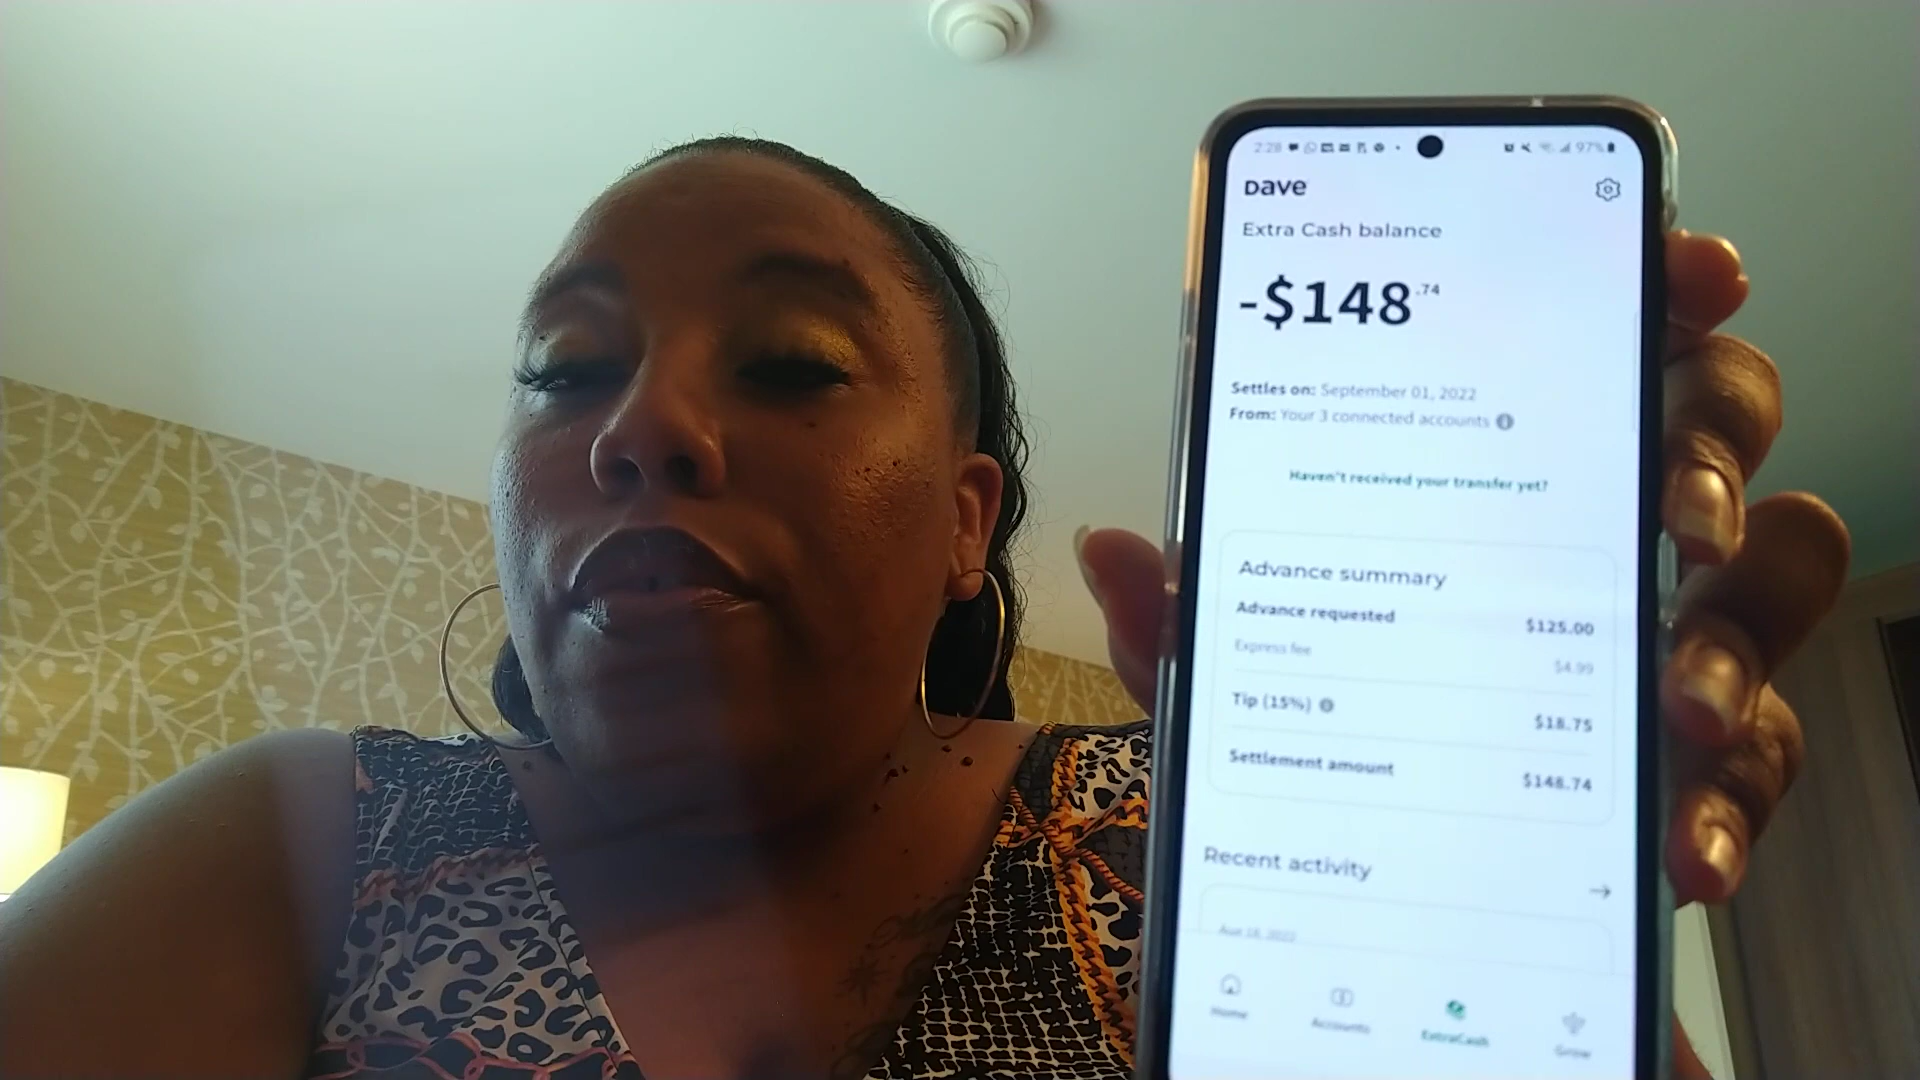 2:28 97%
Dave
Extra Cash balance
-$148.74
Settles on: September 01, 2022
From: Your 3 connected accounts
Haven't received your transfer yet?
Advance summary
Advance requested $125.00
Express fee $4.99
Tip (15%) $18.75
Settlement amount $148.74
Recent activity
2022
Home Accounts ExtraCash Grow